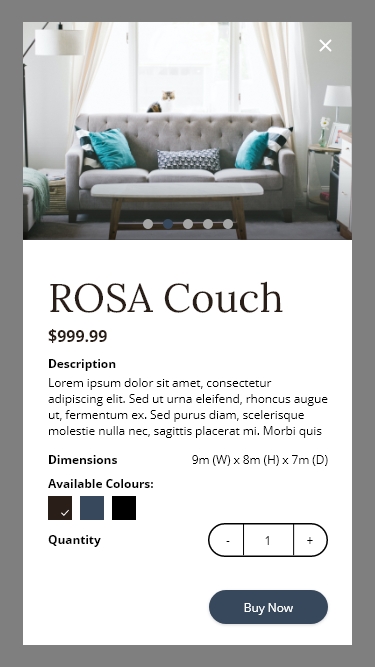 ROSA Couch
$999.99
Description
Lorem ipsum dolor sit amet, consectetur
adipiscing elit. Sed ut urna eleifend, rhoncus augue
ut, fermentum ex. Sed purus diam, scelerisque
molestie nulla nec, sagittis placerat mi. Morbi quis
Dimensions 9m (W) x 8m (H) x 7m (D)
Available Colours:
Quantity - 1 +
Buy Now